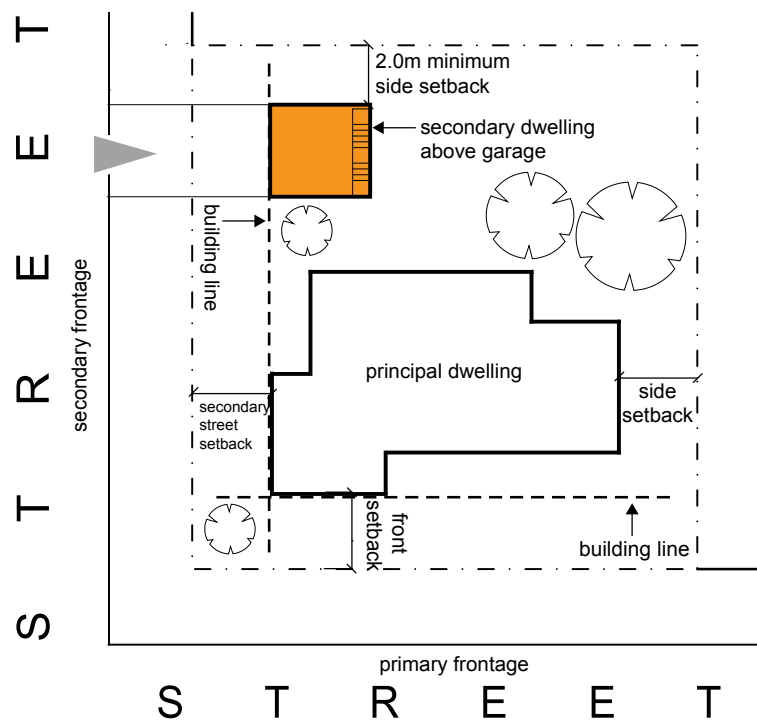 2.0m minimum
side setback
secondary dwelling
above garage
building line
STREET
secondary frontage
principal dwelling
secondary
street
setback
side
setback
front
setback
building line
primary frontage
STREET